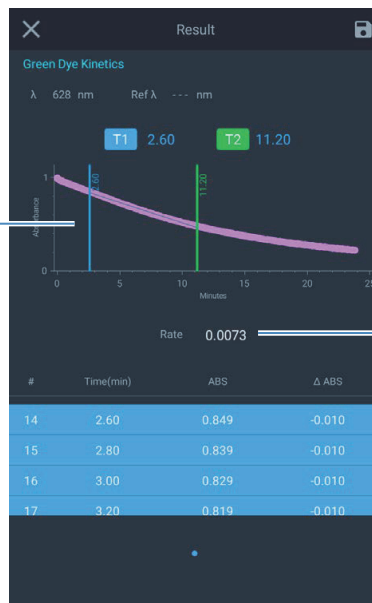 Result
Green Dye Kinetics
λ 628 nm Ref λ --- nm
T1 2.60 T2 11.20
2.60
11.20
1
0
Absorbance
0 5 10 15 20 25
Minutes
Rate 0.0073
# Time(min) ABS Δ ABS
14 2.60 0.849 -0.010
15 2.80 0.839 -0.010
16 3.00 0.829 -0.010
17 3.20 0.819 -0.010